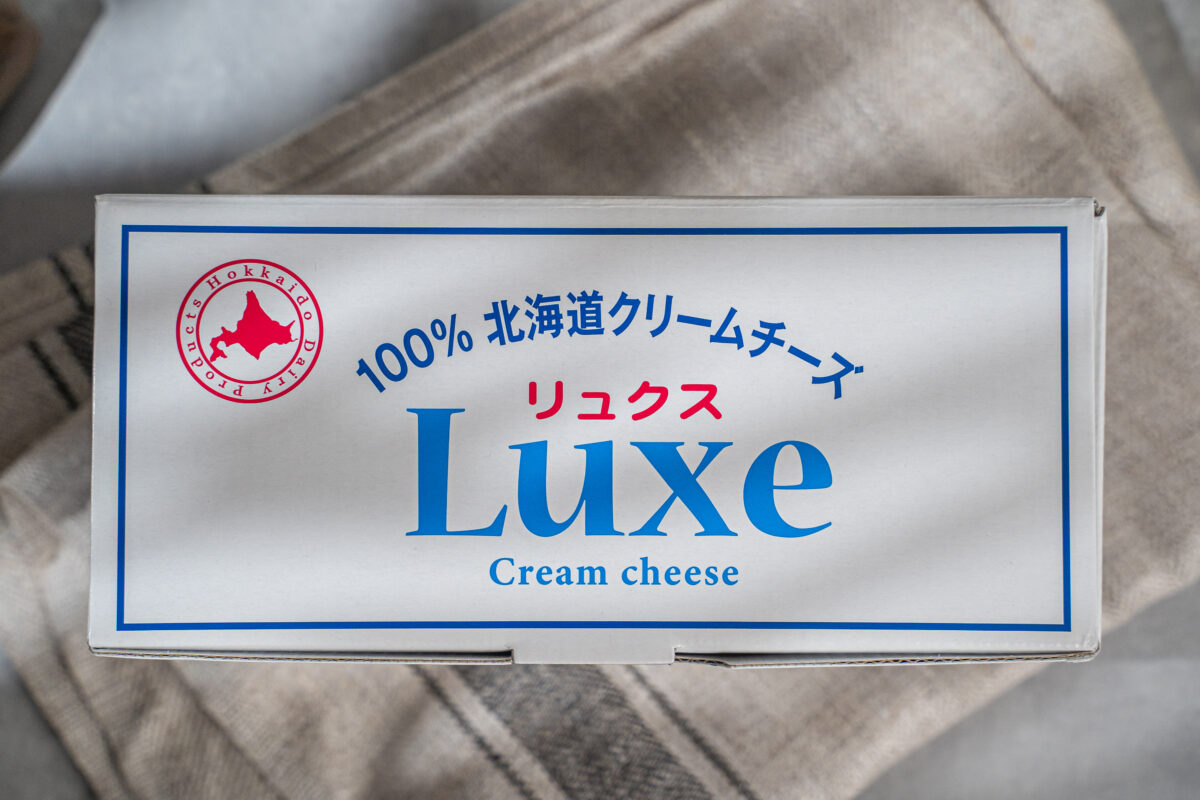 Hokkaido Dairy Products
100% 北海道クリームチーズ
リュクス
Luxe
Cream cheese